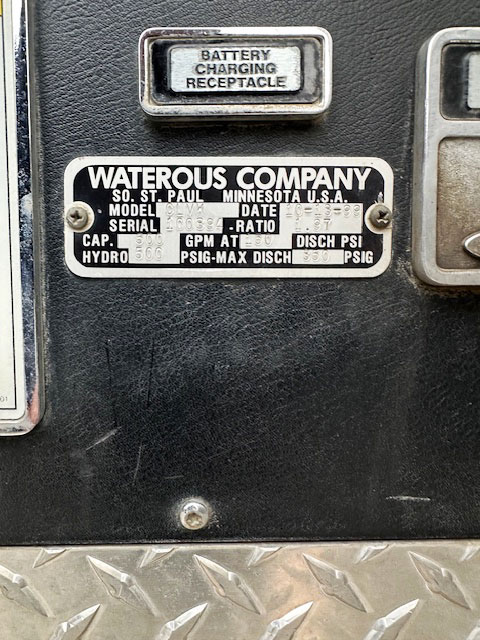 BATTERY
CHARGING
RECEPTACLE
WATEROUS COMPANY
SO. ST. PAUL MINNESOTA U.S.A.
MODEL DATE
SERIAL -RATIO
CAP. GPM AT 150 DISCH PSI
HYDRO PSIG-MAX DISCH PSIG